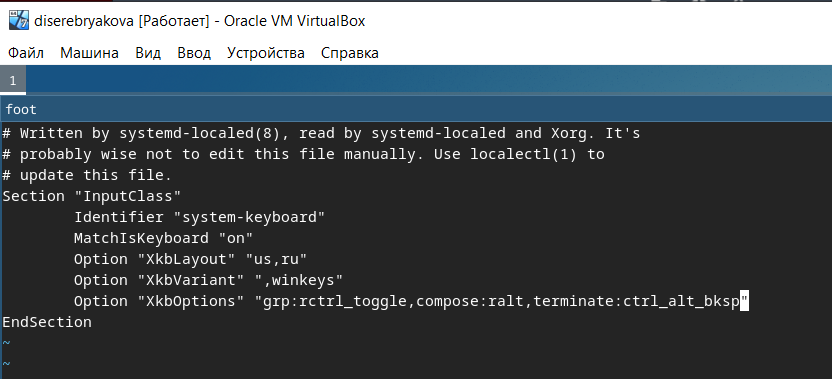 diserebryakova [Работает] - Oracle VM VirtualBox
Файл Машина Вид Ввод Устройства Справка
1
foot
# Written by systemd-localed(8), read by systemd-localed and Xorg. It's
# probably wise not to edit this file manually. Use localectl(1) to
# update this file.
Section "InputClass"
        Identifier "system-keyboard"
        MatchIsKeyboard "on"
        Option "XkbLayout" "us,ru"
        Option "XkbVariant" ",winkeys"
        Option "XkbOptions" "grp:rctrl_toggle,compose:ralt,terminate:ctrl_alt_bksp"
EndSection
~
~